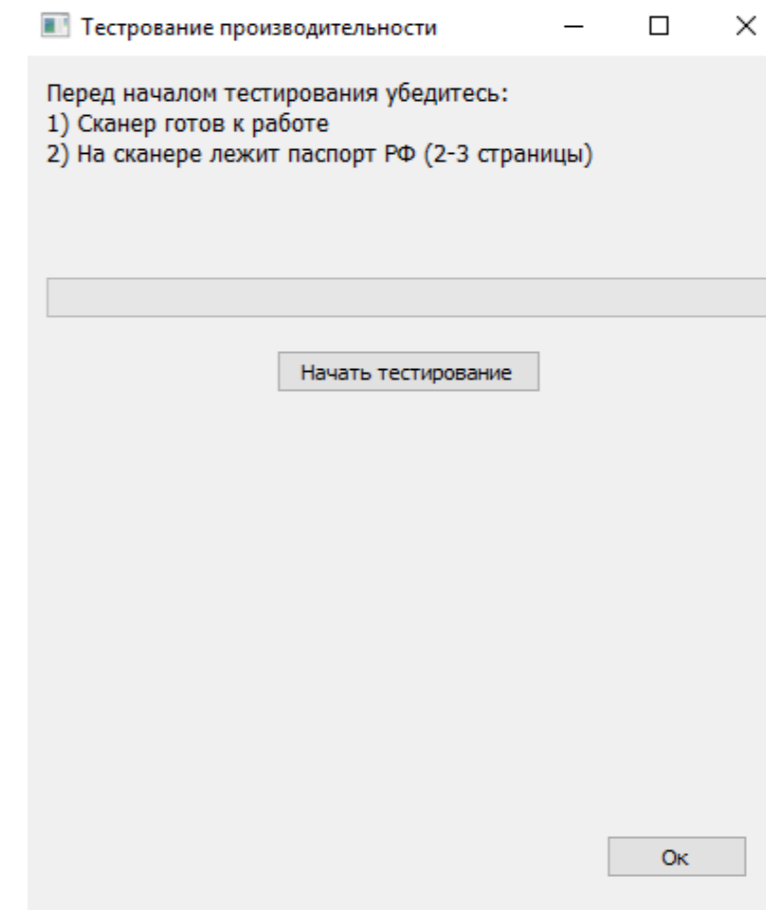 Тестрование производительности
Перед началом тестирования убедитесь:
1) Сканер готов к работе
2) На сканере лежит паспорт РФ (2-3 страницы)
Начать тестирование
Ок